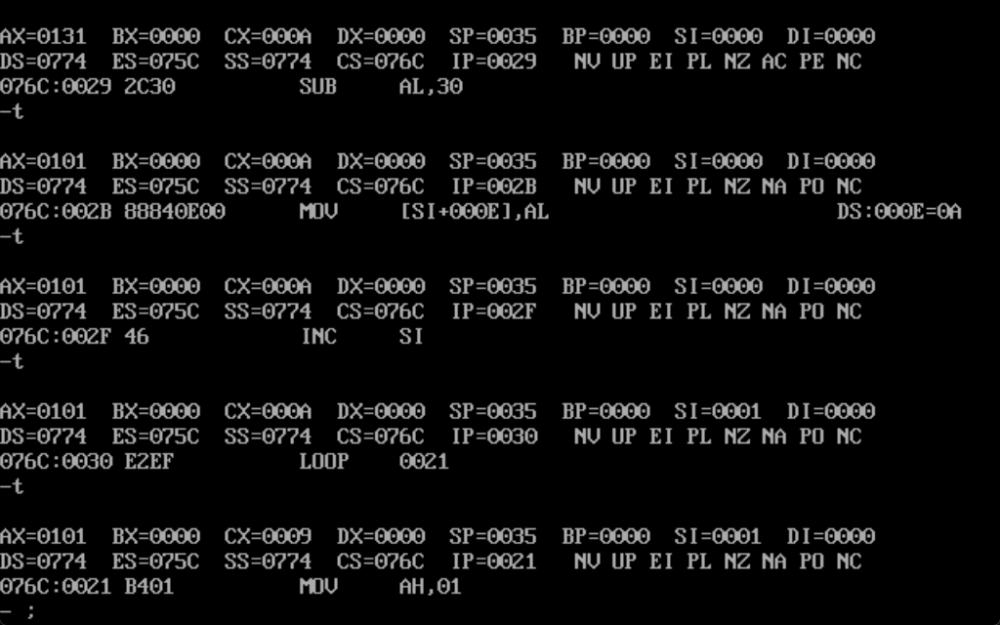 AX=0131  BX=0000  CX=000A  DX=0000  SP=0035  BP=0000  SI=0000  DI=0000
DS=0774  ES=075C  SS=0774  CS=076C  IP=0029   NV UP EI PL NZ AC PE NC
076C:0029 2C30          SUB     AL,30
-t
AX=0101  BX=0000  CX=000A  DX=0000  SP=0035  BP=0000  SI=0000  DI=0000
DS=0774  ES=075C  SS=0774  CS=076C  IP=002B   NV UP EI PL NZ NA PO NC
076C:002B 88840E00      MOV     [SI+000E],AL                       DS:000E=0A
-t
AX=0101  BX=0000  CX=000A  DX=0000  SP=0035  BP=0000  SI=0000  DI=0000
DS=0774  ES=075C  SS=0774  CS=076C  IP=002F   NV UP EI PL NZ NA PO NC
076C:002F 46            INC     SI
-t
AX=0101  BX=0000  CX=000A  DX=0000  SP=0035  BP=0000  SI=0001  DI=0000
DS=0774  ES=075C  SS=0774  CS=076C  IP=0030   NV UP EI PL NZ NA PO NC
076C:0030 E2EF          LOOP    0021
-t
AX=0101  BX=0000  CX=0009  DX=0000  SP=0035  BP=0000  SI=0001  DI=0000
DS=0774  ES=075C  SS=0774  CS=076C  IP=0021   NV UP EI PL NZ NA PO NC
076C:0021 B401          MOV     AH,01
- ;